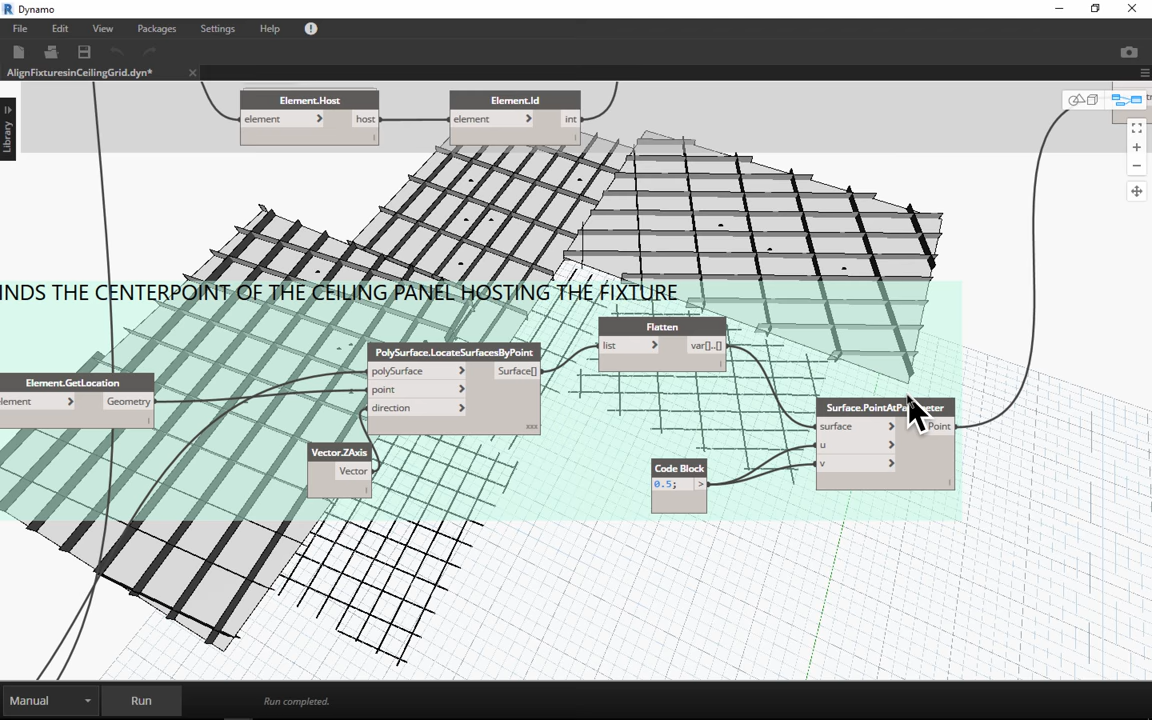 Dynamo
File Edit View Packages Settings Help
AlignFixturesinCeilingGrid.dyn*
Library
Element.Host
element > host
Element.Id
element > int
INDS THE CENTERPOINT OF THE CEILING PANEL HOSTING THE FIXTURE
Element.GetLocation
element > Geometry
PolySurface.LocateSurfacesByPoint
polySurface > Surface[]
point >
direction >
xxx
Vector.ZAxis
Vector
Flatten
list > var[]..[]
Code Block
0.5; >
surface > Point
u >
v >
Manual Run Run completed.